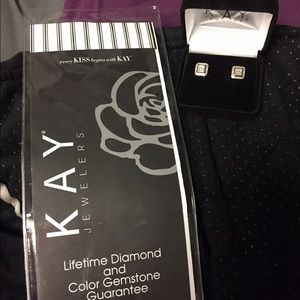 every KISS begins with KAY®
KAY®
JEWELERS
Lifetime Diamond
and
Color Gemstone
Guarantee
KAY